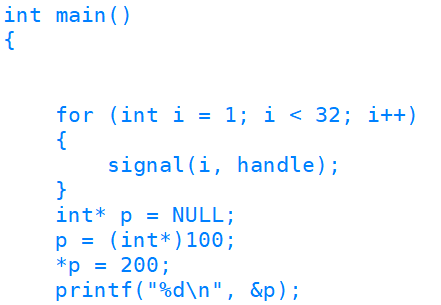 int main()
{
    for (int i = 1; i < 32; i++)
    {
        signal(i, handle);
    }
    int* p = NULL;
    p = (int*)100;
    *p = 200;
    printf("%d\n", &p);